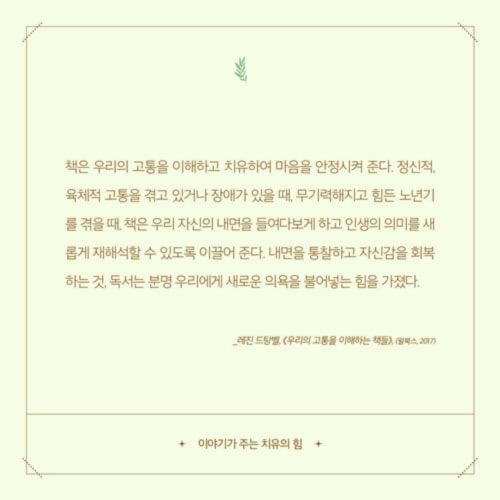 책은 우리의 고통을 이해하고 치유하여 마음을 안정시켜 준다. 정신적,
육체적 고통을 겪고 있거나 장애가 있을 때, 무기력해지고 힘든 노년기
를 겪을 때, 책은 우리 자신의 내면을 들여다보게 하고 인생의 의미를 새
롭게 재해석할 수 있도록 이끌어 준다. 내면을 통찰하고 자신감을 회복
하는 것, 독서는 분명 우리에게 새로운 의욕을 불어넣는 힘을 가졌다.
_레진 드탕벨, 《우리의 고통을 이해하는 책들》, (펄북스, 2017)
이야기가 주는 치유의 힘